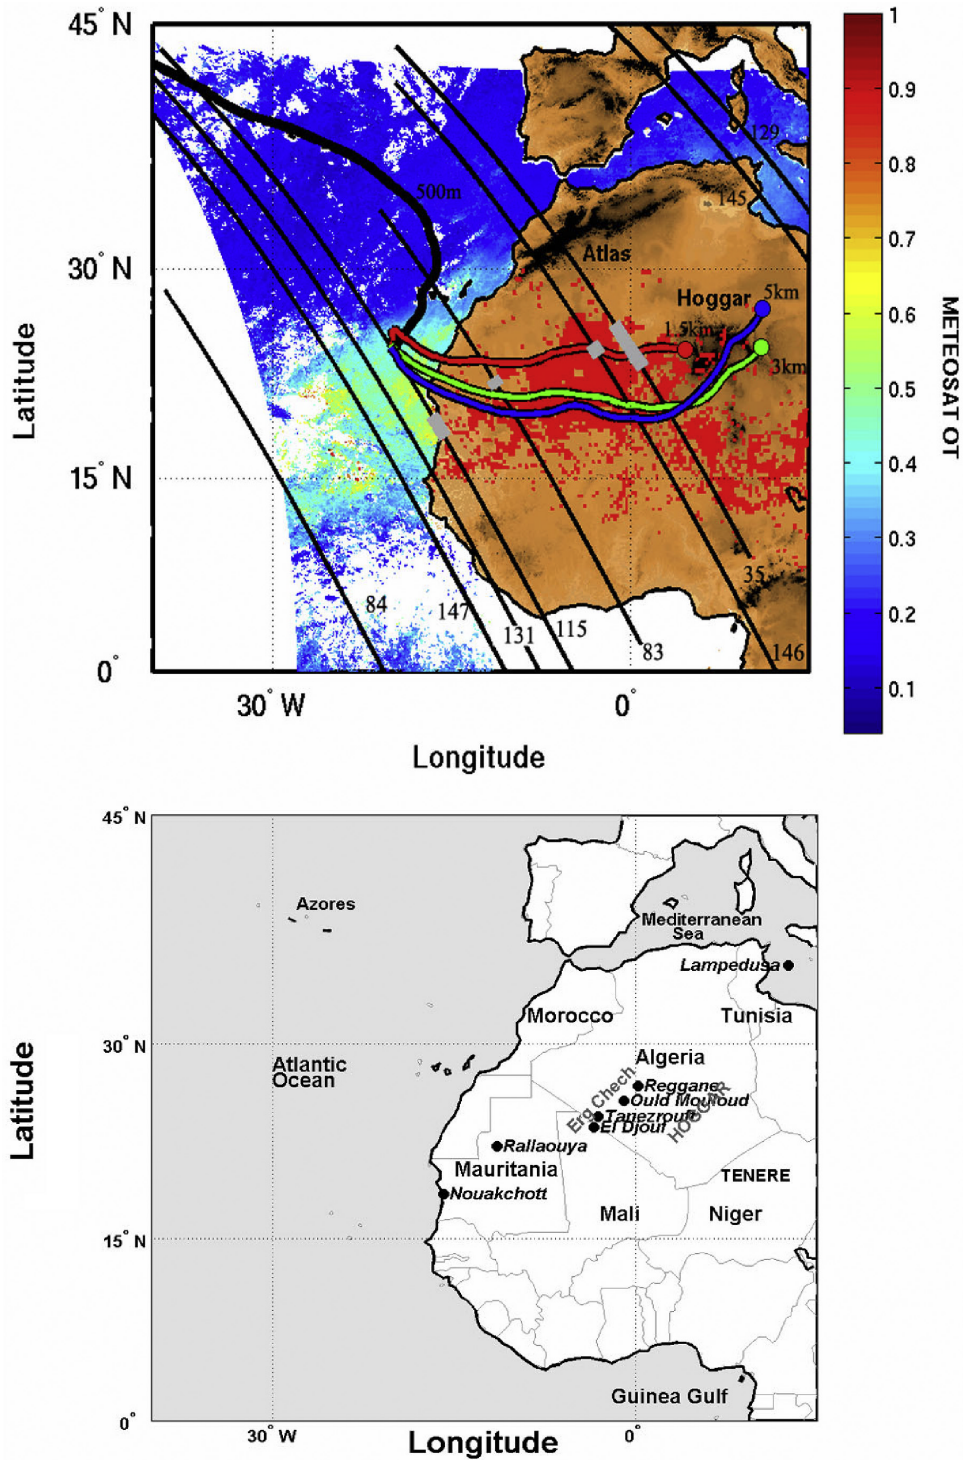 45° N
30° N
15° N
0°
Latitude
30° W
0°
Longitude
500m
Atlas
Hoggar
5km
1.5km
3km
129
145
84
147
131
115
83
35
146
1
0.9
0.8
0.7
0.6
0.5
0.4
0.3
0.2
0.1
METEOSAT OT
45° N
30° N
15° N
0°
Latitude
Azores
Mediterranean
Sea
Lampedusa
Morocco
Tunisia
Atlantic
Ocean
Algeria
Reggane
Erg Chech
Ould Mouloud
HOGGAR
Tanezrouft
El Djouf
Rallaouya
Mauritania
TENERE
Nouakchott
Mali
Niger
Guinea Gulf
30° W
0°
Longitude